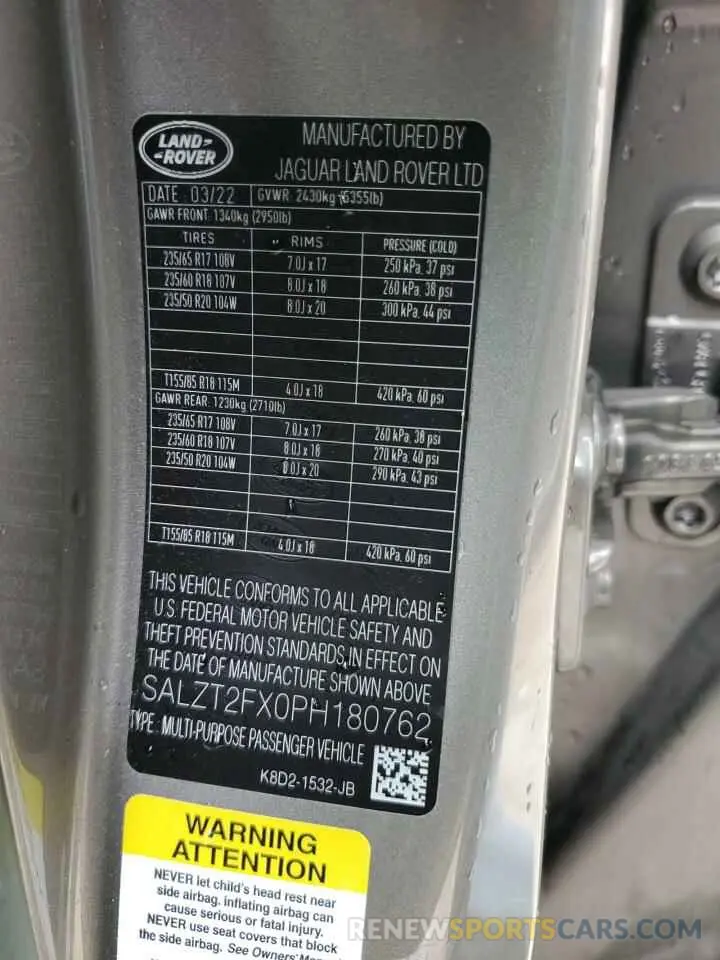 LAND-
-ROVER
MANUFACTURED BY
JAGUAR LAND ROVER LTD
DATE 03/22 GVWR 2430kg (5355lb)
GAWR FRONT 1340kg (2950lb)
TIRES RIMS PRESSURE (COLD)
235/65 R17 108V 7.0J x 17 250 kPa, 37 psi
235/60 R18 107V 8.0J x 18 260 kPa, 38 psi
235/50 R20 104W 8.0J x 20 300 kPa, 44 psi
T155/85 R18 115M 4.0J x 18 420 kPa, 60 psi
GAWR REAR 1230kg (2710lb)
235/65 R17 108V 7.0J x 17 260 kPa, 38 psi
235/60 R18 107V 8.0J x 18 270 kPa, 40 psi
235/50 R20 104W 8.0J x 20 290 kPa, 43 psi
T155/85 R18 115M 4.0J x 18 420 kPa, 60 psi
THIS VEHICLE CONFORMS TO ALL APPLICABLE
U.S. FEDERAL MOTOR VEHICLE SAFETY AND
THEFT PREVENTION STANDARDS IN EFFECT ON
THE DATE OF MANUFACTURE SHOWN ABOVE
SALZT2FX0PH180762
TYPE: MULTI-PURPOSE PASSENGER VEHICLE
K8D2-1532-JB
WARNING
ATTENTION
NEVER let child's head rest near
side airbag, inflating airbag can
cause serious or fatal injury.
NEVER use seat covers that block
the side airbag. See Owners
RENEWSPORTSCARS.COM